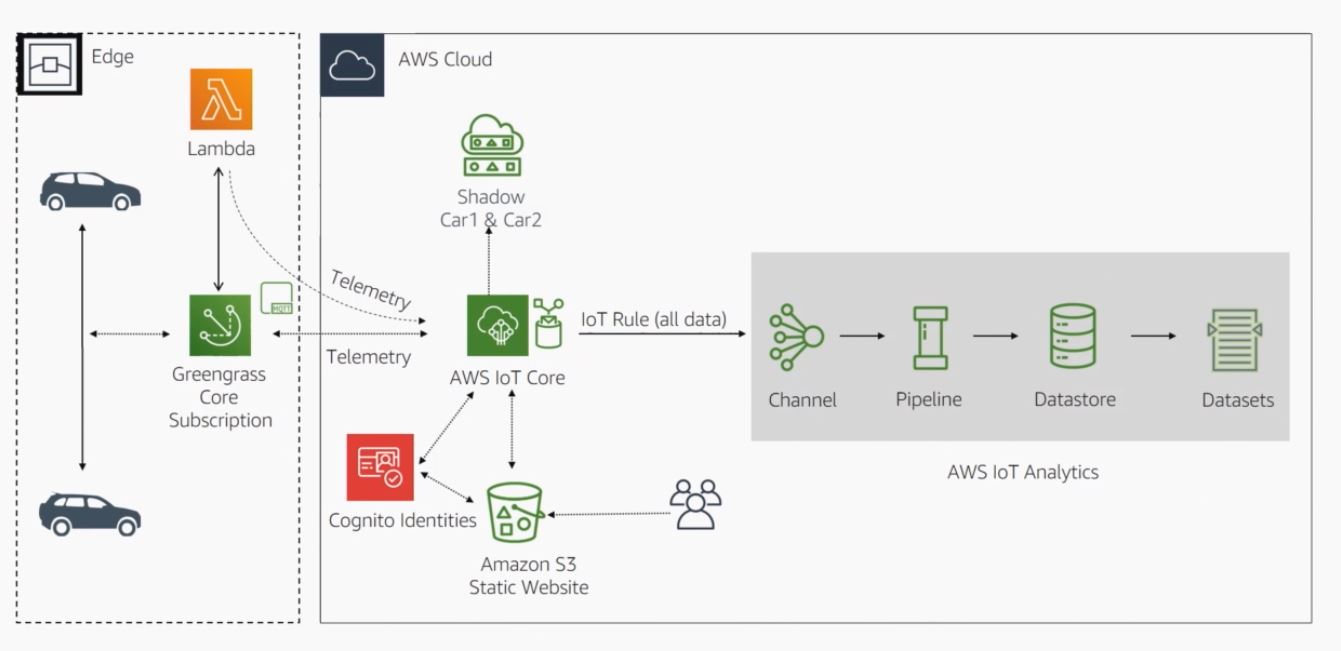 Edge
AWS Cloud
Lambda
Shadow
Car1 & Car2
Telemetry
MQTT
IoT Rule (all data)
Telemetry
Greengrass
Core
Subscription
AWS IoT Core
Channel
Pipeline
Datastore
Datasets
AWS IoT Analytics
Cognito Identities
Amazon S3
Static Website